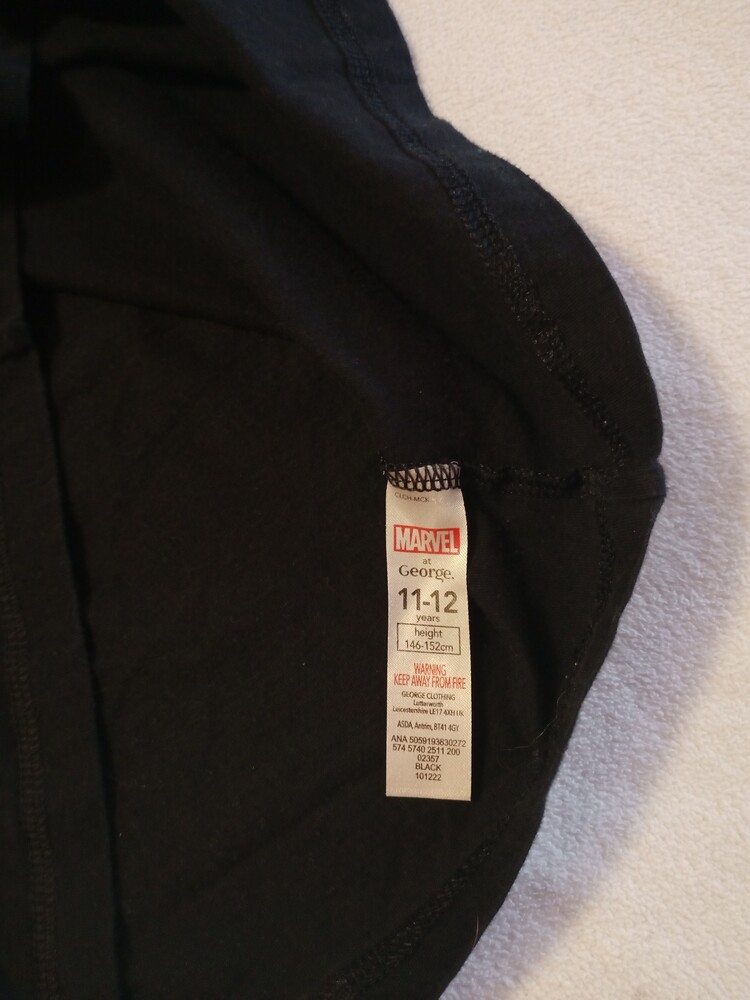 MARVEL
at
George.
11-12
years
height
146-152cm
WARNING
KEEP AWAY FROM FIRE
GEORGE CLOTHING
Lutterworth
Leicestershire LE17 4XH UK
ASDA, Antrim, BT41 4GY
ANA 5059193630272
574 5740 2511 200
02357
BLACK
101222